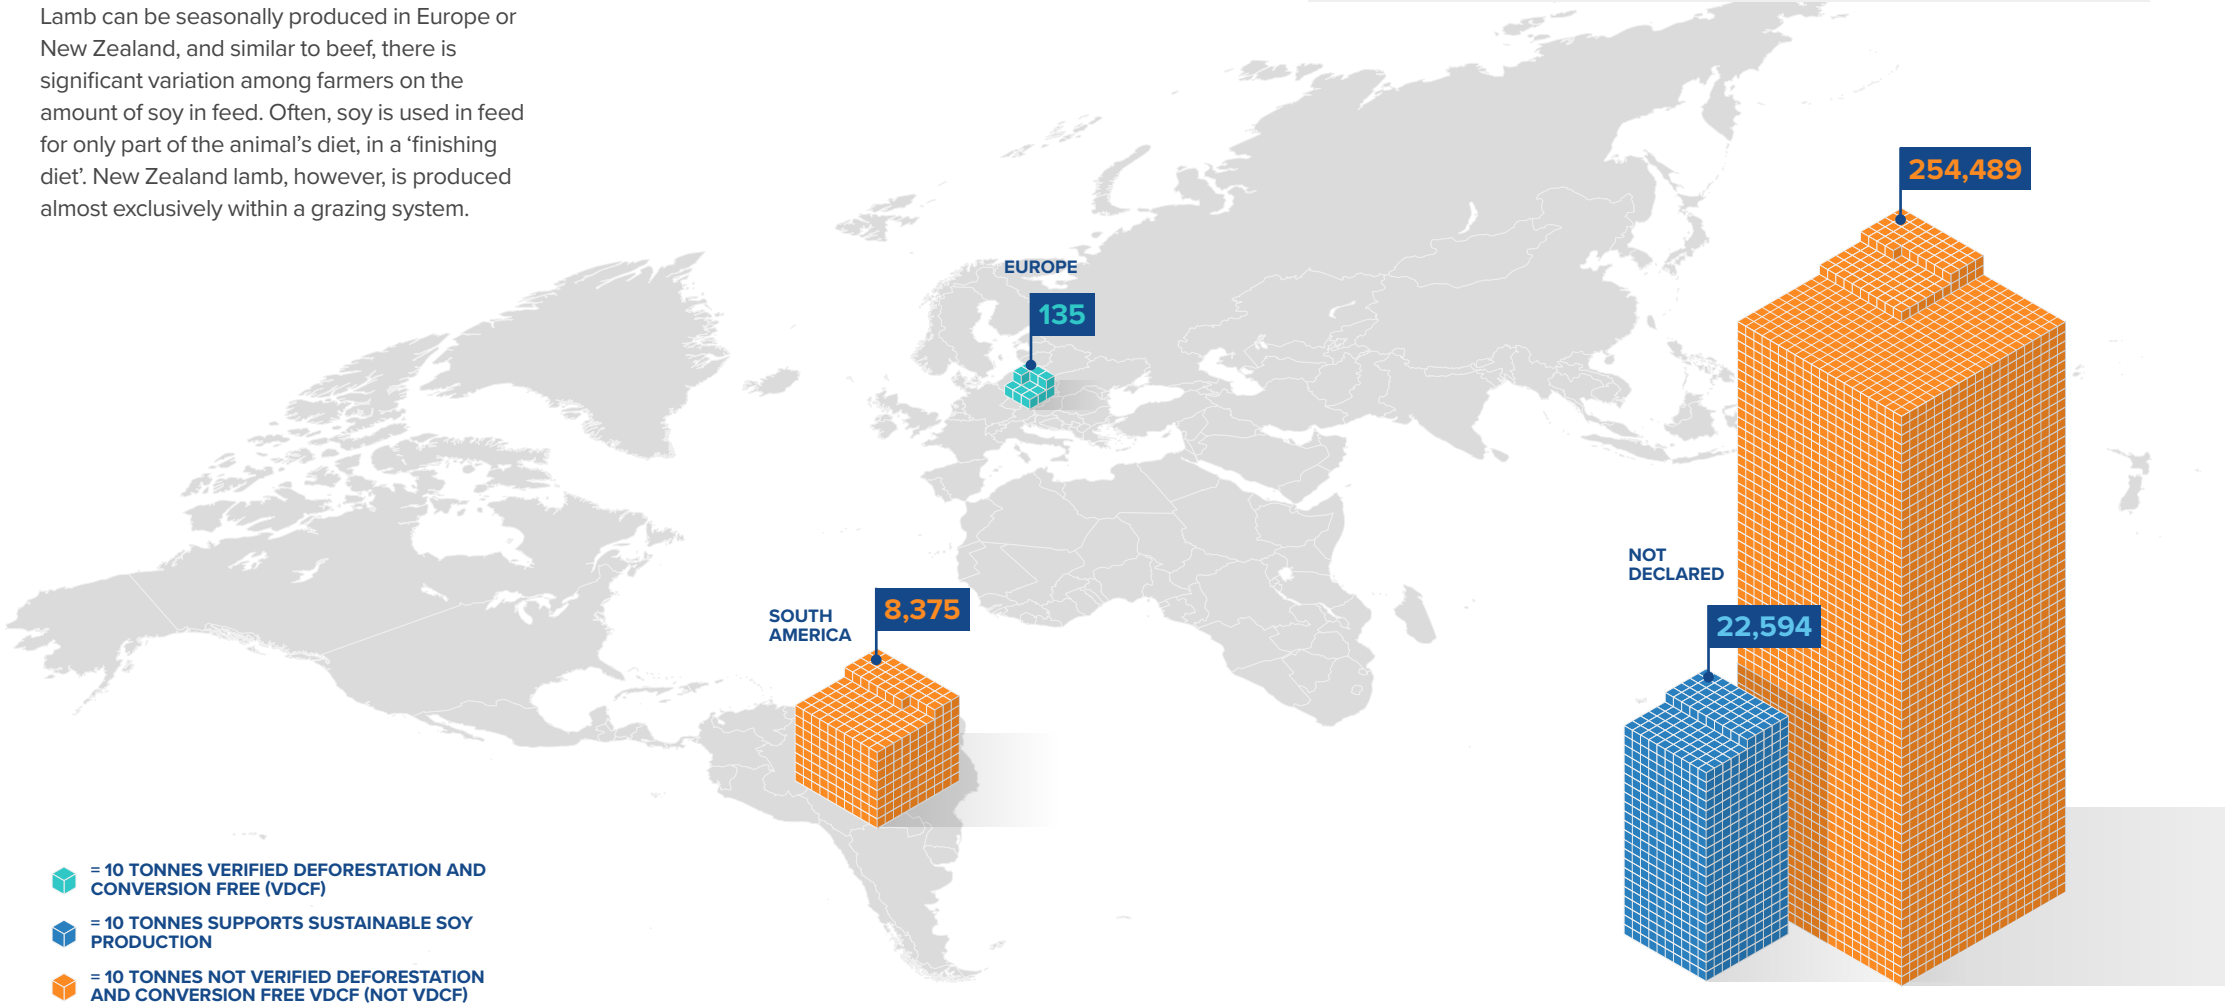 Lamb can be seasonally produced in Europe or
New Zealand, and similar to beef, there is
significant variation among farmers on the
amount of soy in feed. Often, soy is used in feed
for only part of the animal’s diet, in a ‘finishing
diet’. New Zealand lamb, however, is produced
almost exclusively within a grazing system.
254,489
EUROPE
135
NOT
DECLARED
22,594
SOUTH
AMERICA
8,375
= 10 TONNES VERIFIED DEFORESTATION AND
CONVERSION FREE (VDCF)
= 10 TONNES SUPPORTS SUSTAINABLE SOY
PRODUCTION
= 10 TONNES NOT VERIFIED DEFORESTATION
AND CONVERSION FREE VDCF (NOT VDCF)